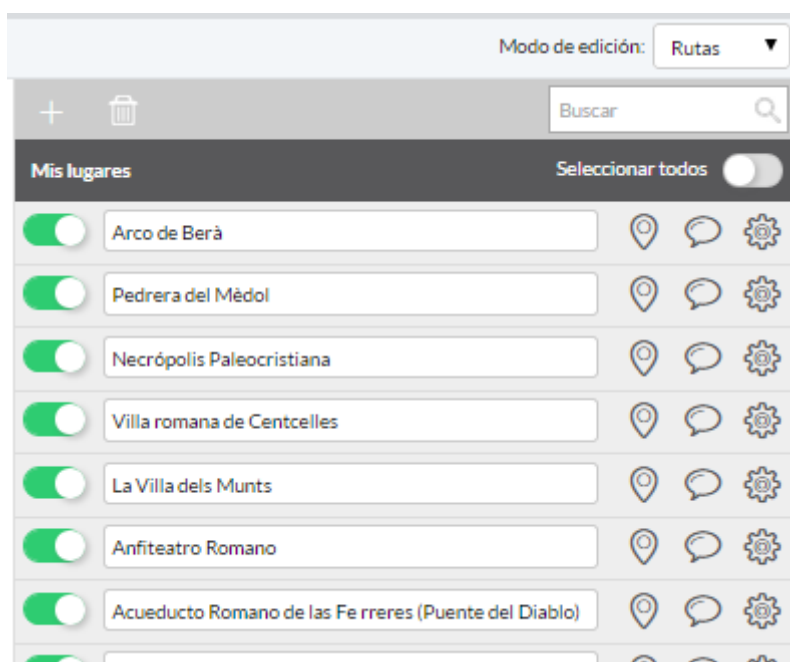 Modo de edición: Rutas
Buscar
Mis lugares Seleccionar todos
Arco de Berà
Pedrera del Mèdol
Necrópolis Paleocristiana
Villa romana de Centcelles
La Villa dels Munts
Anfiteatro Romano
Acueducto Romano de las Fe rreres (Puente del Diablo)